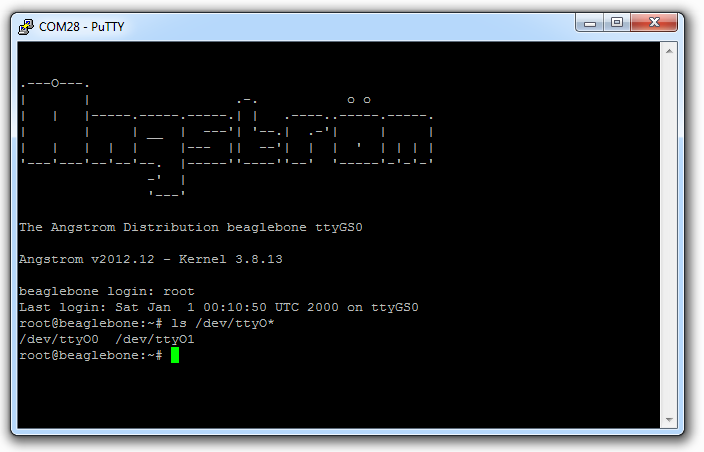 COM28 - PuTTY
The Angstrom Distribution beaglebone ttyGS0
Angstrom v2012.12 - Kernel 3.8.13
beaglebone login: root
Last login: Sat Jan  1 00:10:50 UTC 2000 on ttyGS0
root@beaglebone:~# ls /dev/ttyO*
/dev/ttyO0  /dev/ttyO1
root@beaglebone:~#